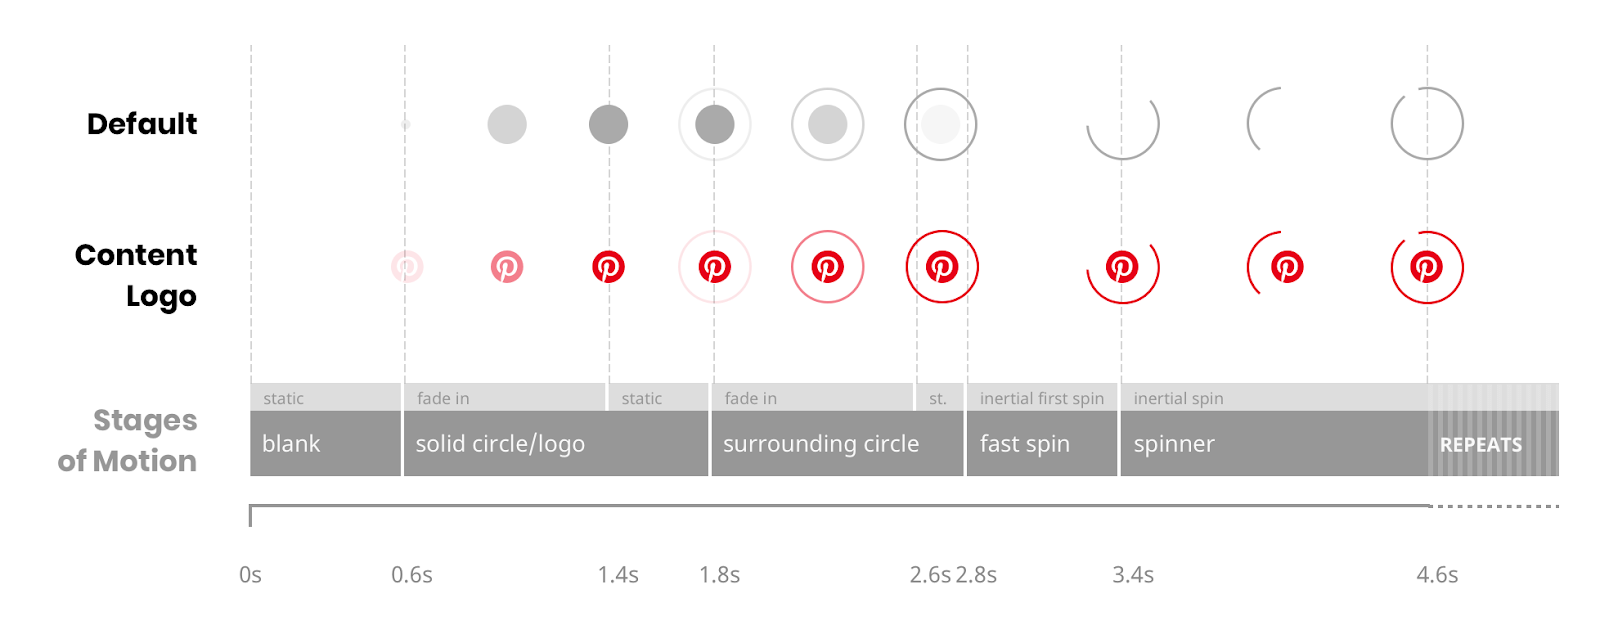 Default
Content
Logo
Stages
of Motion
static
fade in
static
fade in
st.
inertial first spin
inertial spin
blank
solid circle/logo
surrounding circle
fast spin
spinner
REPEATS
0s
0.6s
1.4s
1.8s
2.6s
2.8s
3.4s
4.6s